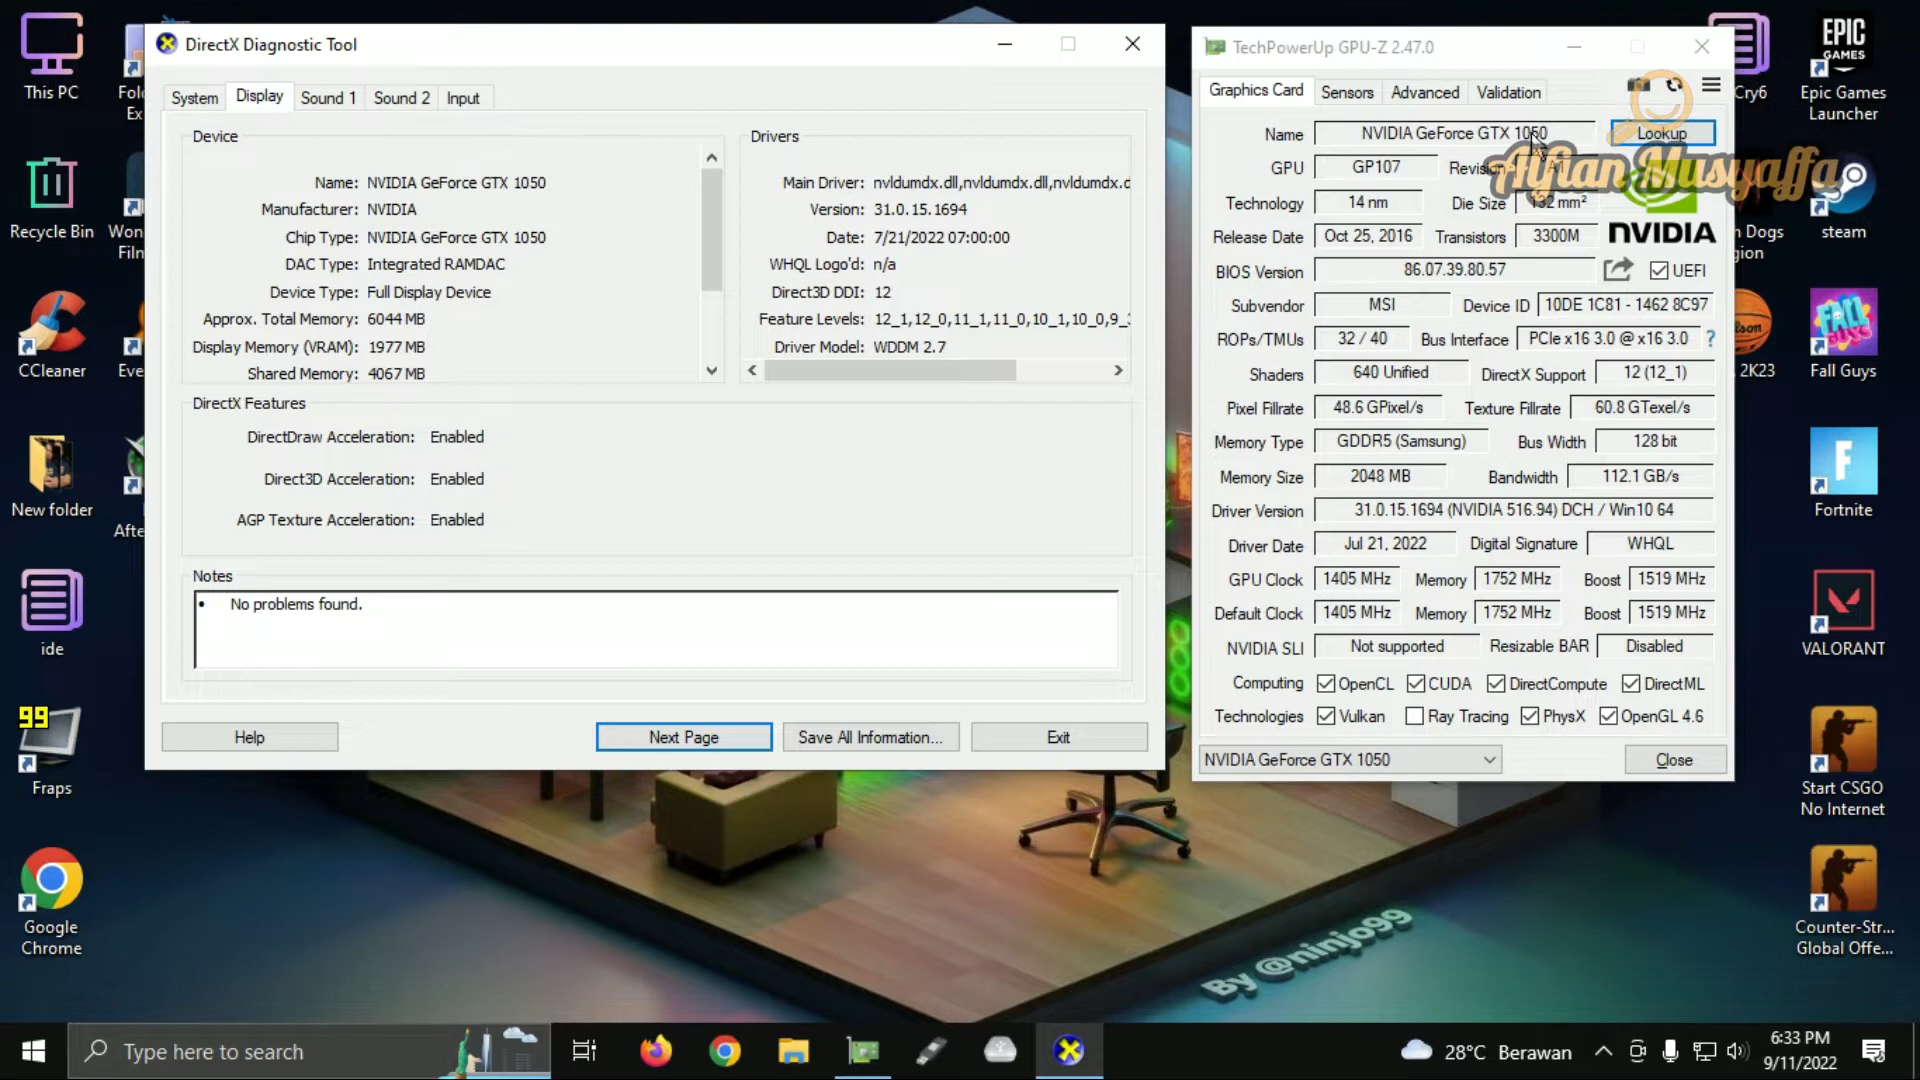 This PC
Recycle Bin
CCleaner
New folder
ide
99
Fraps
Google
Chrome
DirectX Diagnostic Tool
System
Display
Sound 1
Sound 2
Input
Device
Name: NVIDIA GeForce GTX 1050
Manufacturer: NVIDIA
Chip Type: NVIDIA GeForce GTX 1050
DAC Type: Integrated RAMDAC
Device Type: Full Display Device
Approx. Total Memory: 6044 MB
Display Memory (VRAM): 1977 MB
Shared Memory: 4067 MB
Drivers
Main Driver: nvldumdx.dll,nvldumdx.dll,nvldumdx.d
Version: 31.0.15.1694
Date: 7/21/2022 07:00:00
WHQL Logo'd: n/a
Direct3D DDI: 12
Feature Levels: 12_1,12_0,11_1,11_0,10_1,10_0,9_
Driver Model: WDDM 2.7
DirectX Features
DirectDraw Acceleration: Enabled
Direct3D Acceleration: Enabled
AGP Texture Acceleration: Enabled
Notes
• No problems found.
Help
Next Page
Save All Information...
Exit
TechPowerUp GPU-Z 2.47.0
Graphics Card
Sensors
Advanced
Validation
Name NVIDIA GeForce GTX 1050 Lookup
Alfian Musyaffa
GPU GP107 Revision A1
Technology 14 nm Die Size 132 mm²
Release Date Oct 25, 2016 Transistors 3300M
NVIDIA
BIOS Version 86.07.39.80.57 UEFI
Subvendor MSI Device ID 10DE 1C81 - 1462 8C97
ROPs/TMUs 32 / 40 Bus Interface PCIe x16 3.0 @ x16 3.0 ?
Shaders 640 Unified DirectX Support 12 (12_1)
Pixel Fillrate 48.6 GPixel/s Texture Fillrate 60.8 GTexel/s
Memory Type GDDR5 (Samsung) Bus Width 128 bit
Memory Size 2048 MB Bandwidth 112.1 GB/s
Driver Version 31.0.15.1694 (NVIDIA 516.94) DCH / Win10 64
Driver Date Jul 21, 2022 Digital Signature WHQL
GPU Clock 1405 MHz Memory 1752 MHz Boost 1519 MHz
Default Clock 1405 MHz Memory 1752 MHz Boost 1519 MHz
NVIDIA SLI Not supported Resizable BAR Disabled
Computing OpenCL CUDA DirectCompute DirectML
Technologies Vulkan Ray Tracing PhysX OpenGL 4.6
NVIDIA GeForce GTX 1050
Close
Cry6
2K23
EPIC
GAMES
Epic Games
Launcher
steam
FALL
GUYS
Fall Guys
F
Fortnite
VALORANT
Start CSGO
No Internet
Counter-Str...
Global Offe...
By @ninjo99
Type here to search
28°C Berawan
6:33 PM
9/11/2022